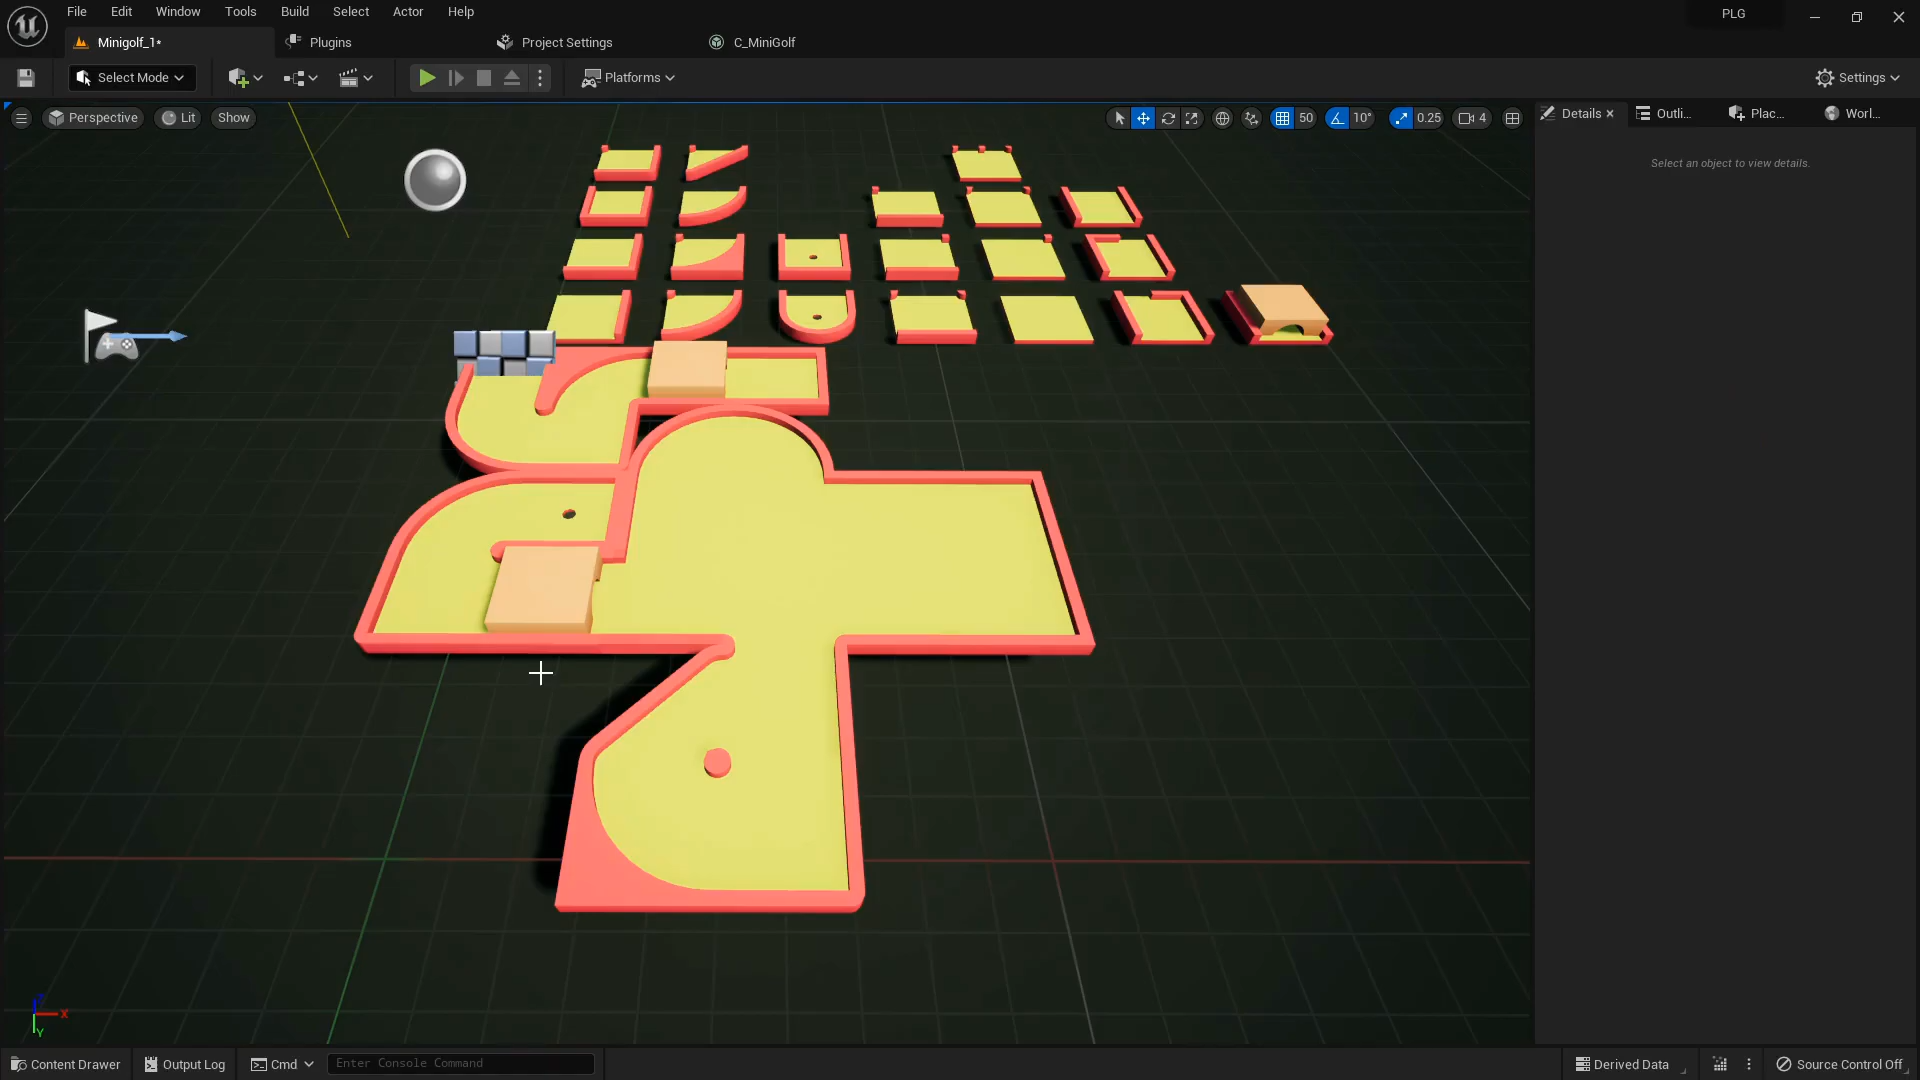 File Edit Window Tools Build Select Actor Help
PLG
Minigolf_1*
Plugins
Project Settings
C_MiniGolf
Select Mode
Platforms
Settings
Perspective
Lit
Show
50
10°
0.25
4
Details
Outli...
Plac...
Worl...
Select an object to view details.
X
Y
Content Drawer
Output Log
Cmd
Enter Console Command
Derived Data
Source Control Off